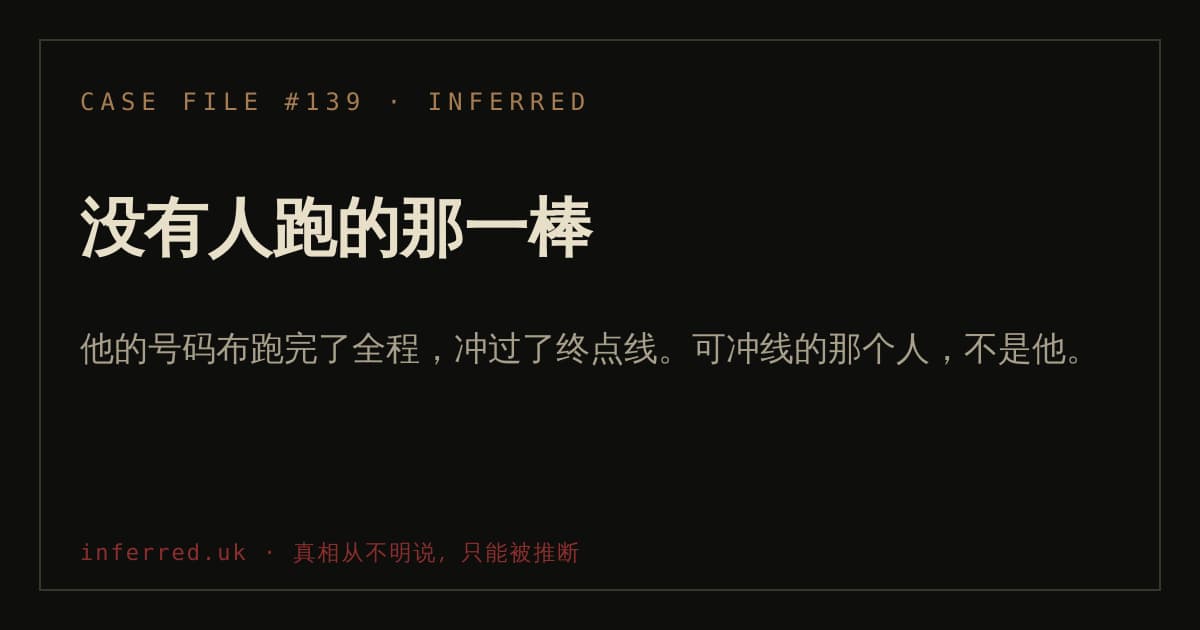 CASE FILE #139 · INFERRED
没有人跑的那一棒
他的号码布跑完了全程，冲过了终点线。可冲线的那个人，不是他。
inferred.uk · 真相从不明说，只能被推断